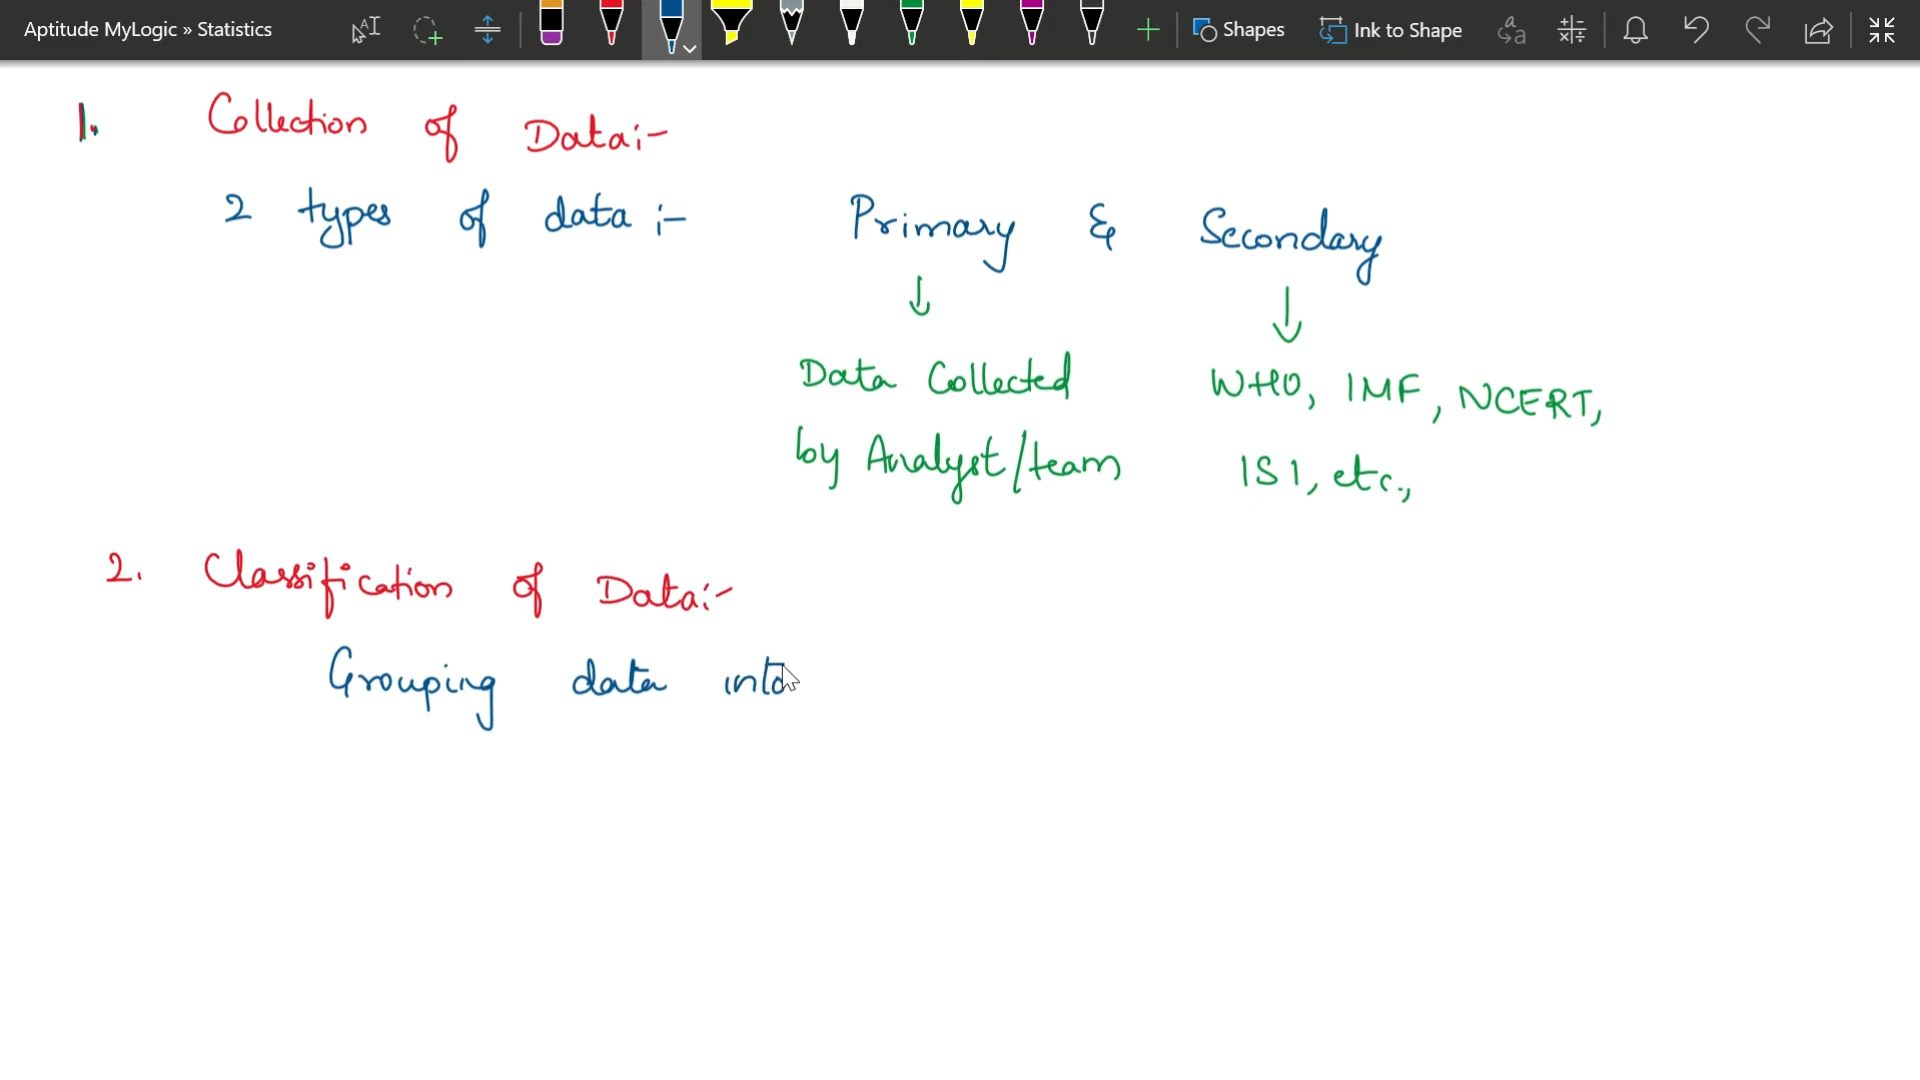 Aptitude MyLogic » Statistics Shapes Ink to Shape
1. Collection of Data:-
2 types of data :- Primary & Secondary
Data Collected WHO, IMF, NCERT,
by Analyst/team ISI, etc.,
2. Classification of Data:-
Grouping data into